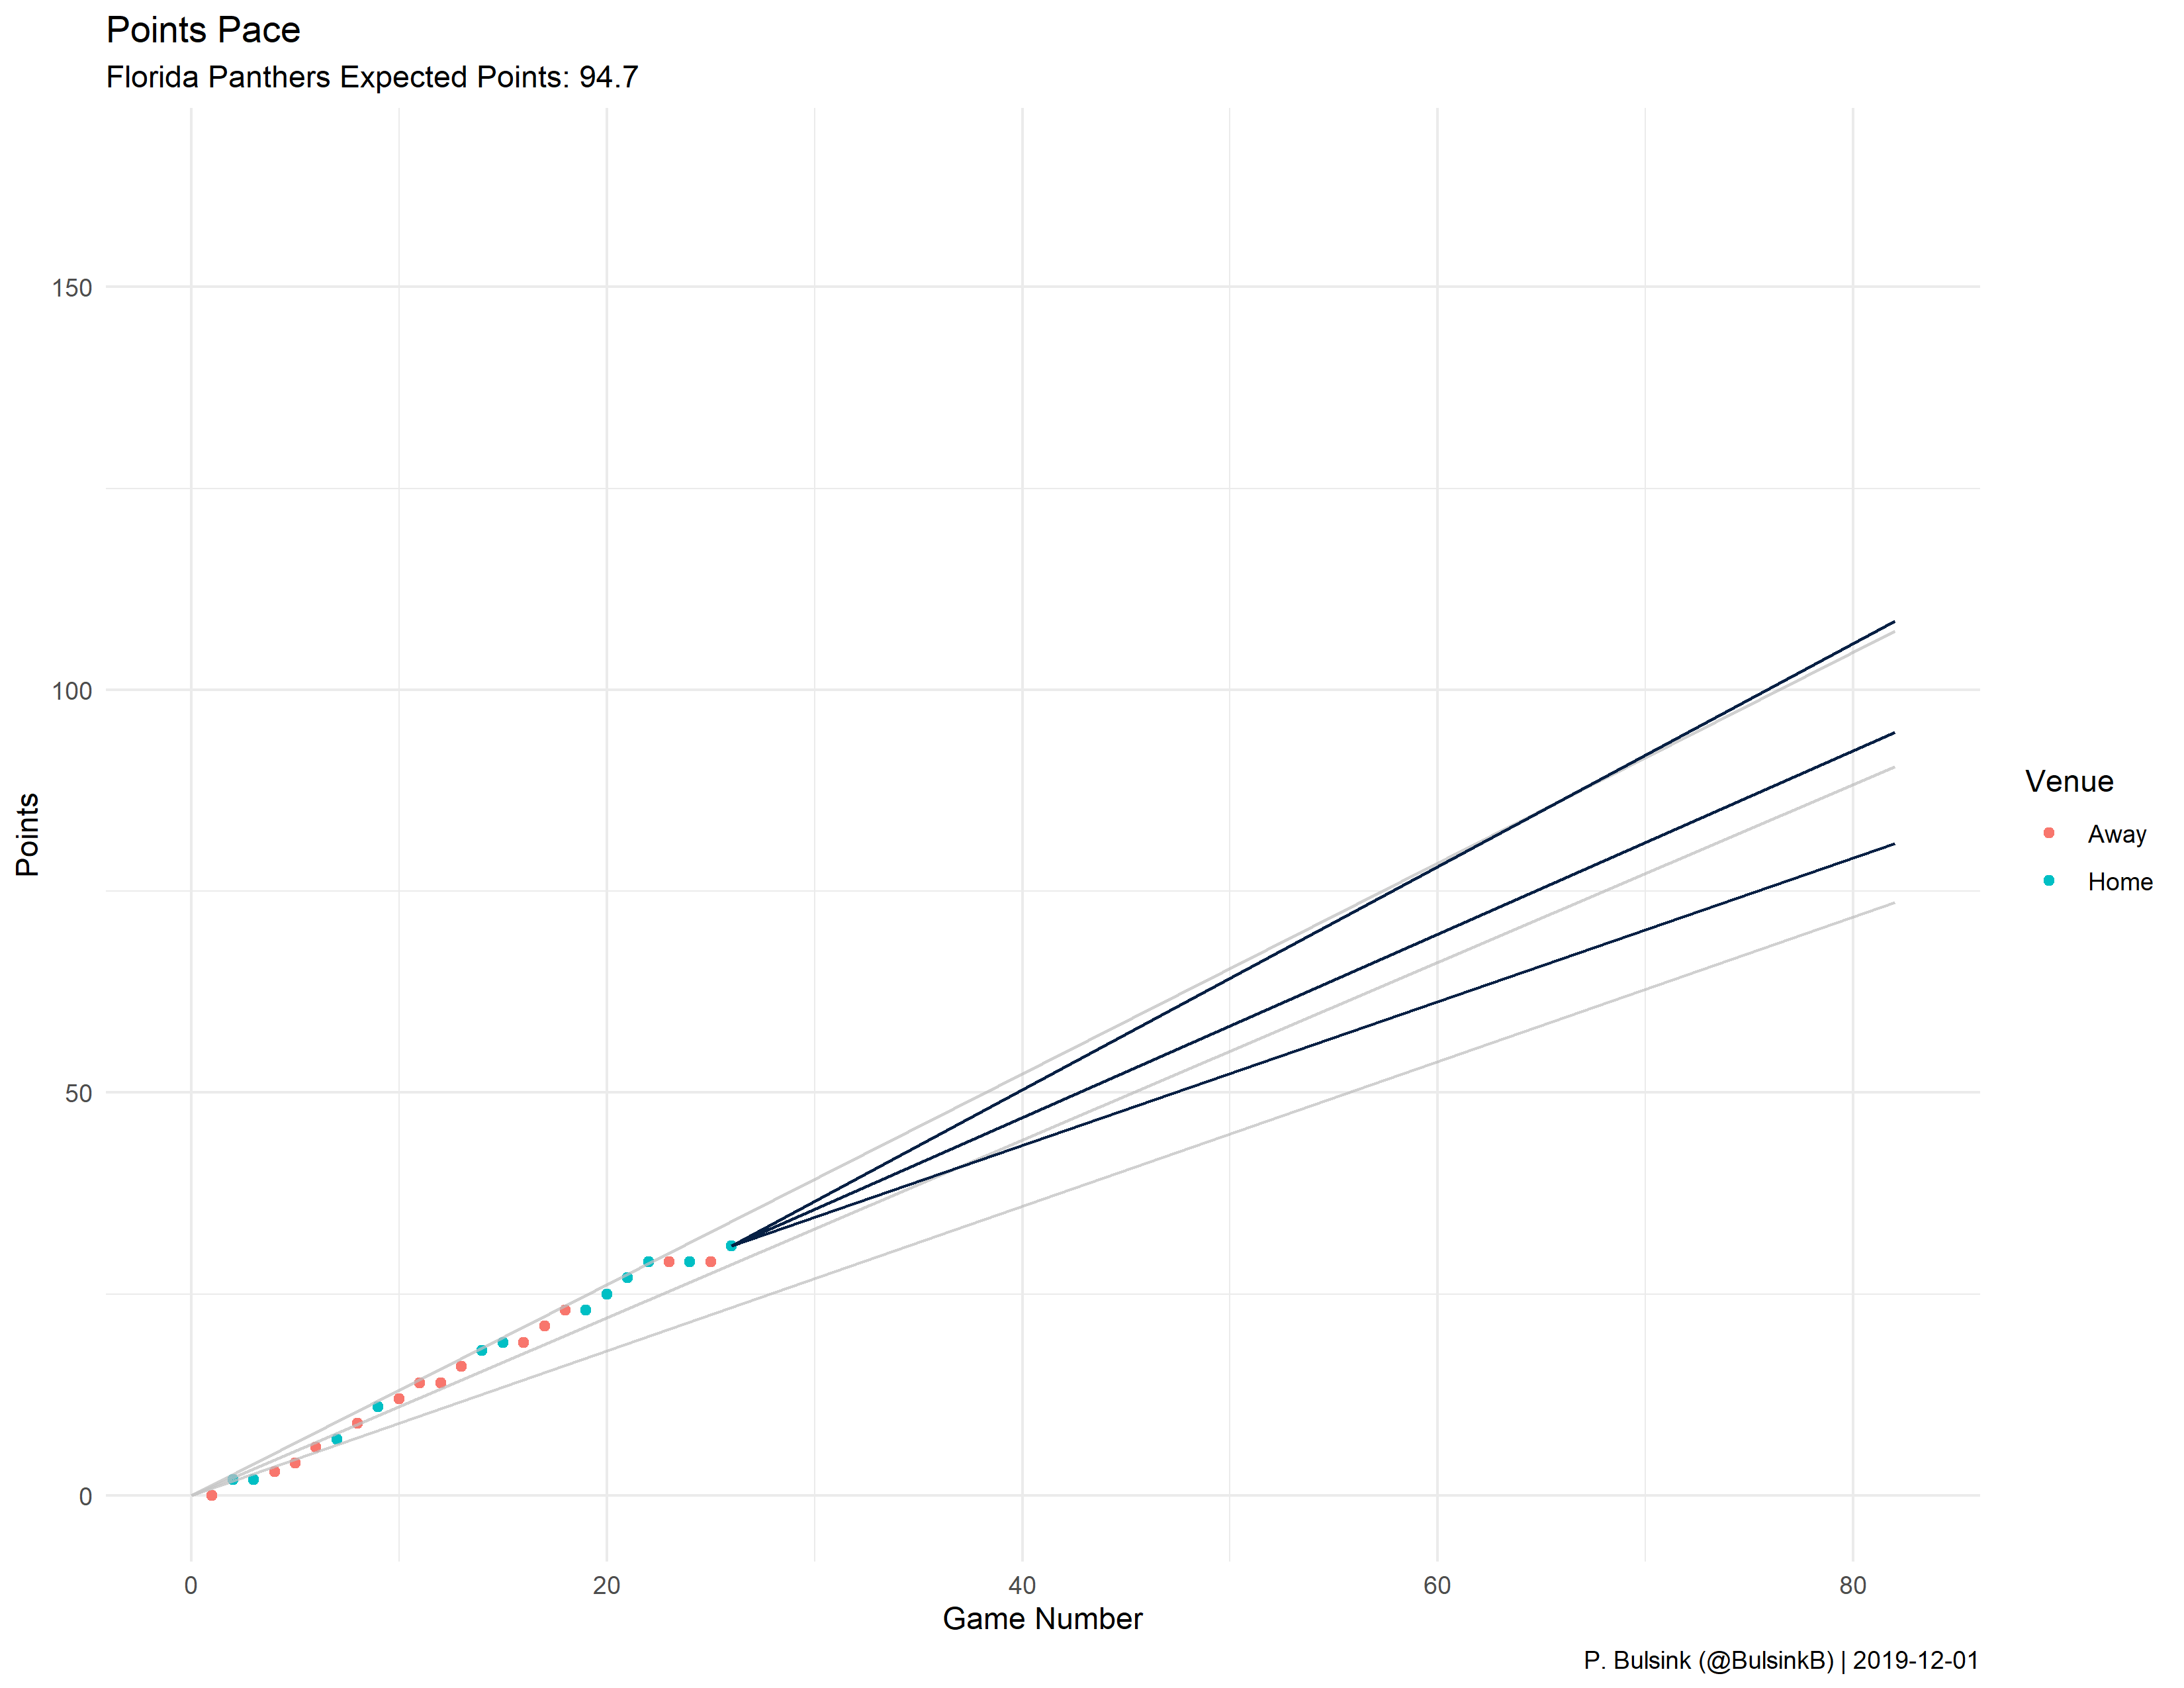 Points Pace
Florida Panthers Expected Points: 94.7
150
100
50
0
Points
0 20 40 60 80
Game Number
Venue
Away
Home
P. Bulsink (@BulsinkB) | 2019-12-01